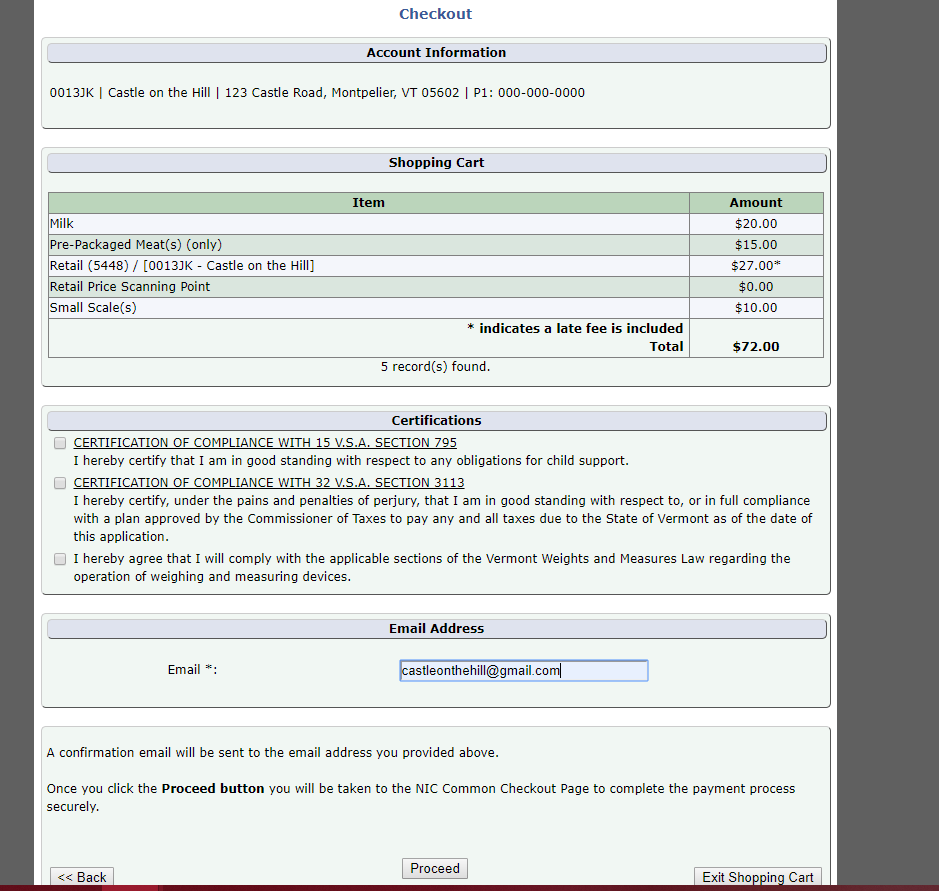 Checkout
Account Information
0013JK | Castle on the Hill | 123 Castle Road, Montpelier, VT 05602 | P1: 000-000-0000
Shopping Cart
Item Amount
Milk $20.00
Pre-Packaged Meat(s) (only) $15.00
Retail (5448) / [0013JK - Castle on the Hill] $27.00*
Retail Price Scanning Point $0.00
Small Scale(s) $10.00
* indicates a late fee is included
Total $72.00
5 record(s) found.
Certifications
CERTIFICATION OF COMPLIANCE WITH 15 V.S.A. SECTION 795
I hereby certify that I am in good standing with respect to any obligations for child support.
CERTIFICATION OF COMPLIANCE WITH 32 V.S.A. SECTION 3113
I hereby certify, under the pains and penalties of perjury, that I am in good standing with respect to, or in full compliance
with a plan approved by the Commissioner of Taxes to pay any and all taxes due to the State of Vermont as of the date of
this application.
I hereby agree that I will comply with the applicable sections of the Vermont Weights and Measures Law regarding the
operation of weighing and measuring devices.
Email Address
Email *: castleonthehill@gmail.com
A confirmation email will be sent to the email address you provided above.
Once you click the Proceed button you will be taken to the NIC Common Checkout Page to complete the payment process
securely.
<< Back Proceed Exit Shopping Cart